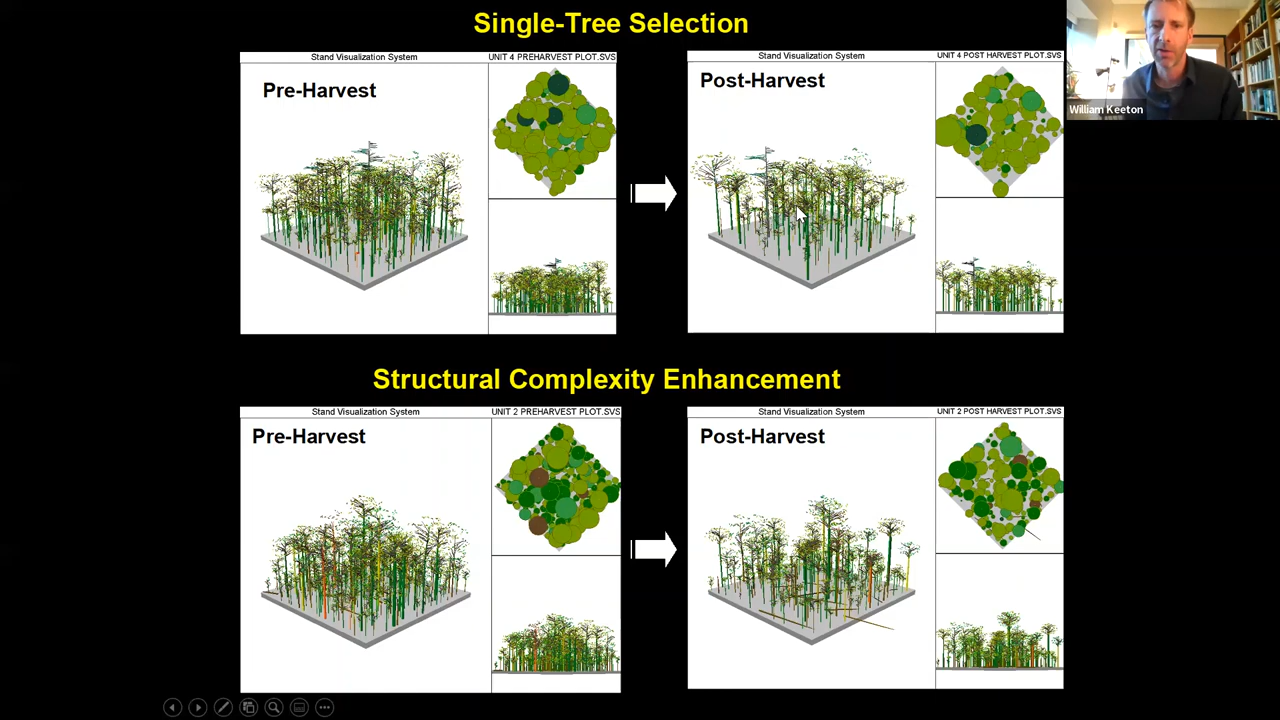 Single-Tree Selection
Stand Visualization System
UNIT 4 PREHARVEST PLOT.SVS
Pre-Harvest
Stand Visualization System
UNIT 4 POST HARVEST PLOT.SVS
Post-Harvest
William Keeton
Structural Complexity Enhancement
Stand Visualization System
UNIT 2 PREHARVEST PLOT.SVS
Pre-Harvest
Stand Visualization System
UNIT 2 POST HARVEST PLOT.SVS
Post-Harvest